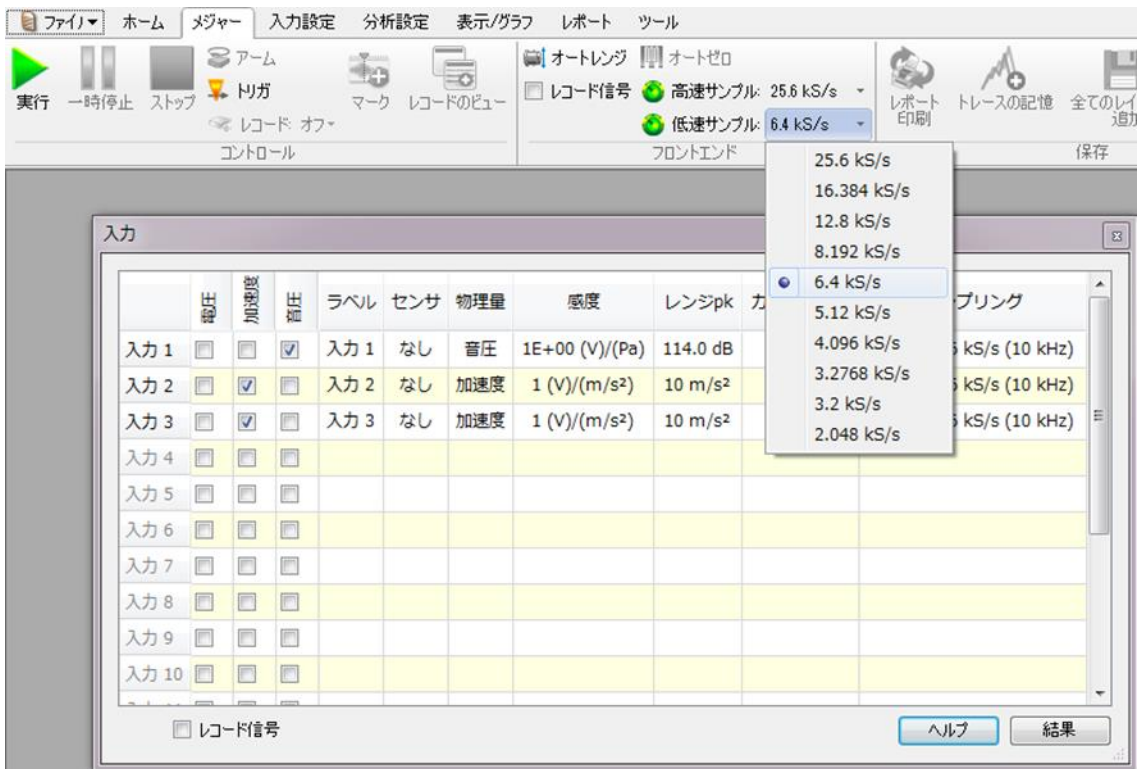 ファイル ホーム メジャー 入力設定 分析設定 表示/グラフ レポート ツール
実行 一時停止 ストップ
アーム
トリガ
レコード: オフ
マーク レコードのビュー
コントロール
オートレンジ オートゼロ
レコード信号 高速サンプル: 25.6 kS/s
低速サンプル: 6.4 kS/s
フロントエンド
レポート
印刷
トレースの記憶
全てのレイ
追加
保存
25.6 kS/s
16.384 kS/s
12.8 kS/s
8.192 kS/s
6.4 kS/s
5.12 kS/s
4.096 kS/s
3.2768 kS/s
3.2 kS/s
2.048 kS/s
入力
電圧 加速度 音圧 ラベル センサ 物理量 感度 レンジpk カ プリング
入力 1 入力 1 なし 音圧 1E+00 (V)/(Pa) 114.0 dB kS/s (10 kHz)
入力 2 入力 2 なし 加速度 1 (V)/(m/s²) 10 m/s² kS/s (10 kHz)
入力 3 入力 3 なし 加速度 1 (V)/(m/s²) 10 m/s² kS/s (10 kHz)
入力 4
入力 5
入力 6
入力 7
入力 8
入力 9
入力 10
レコード信号
ヘルプ 結果